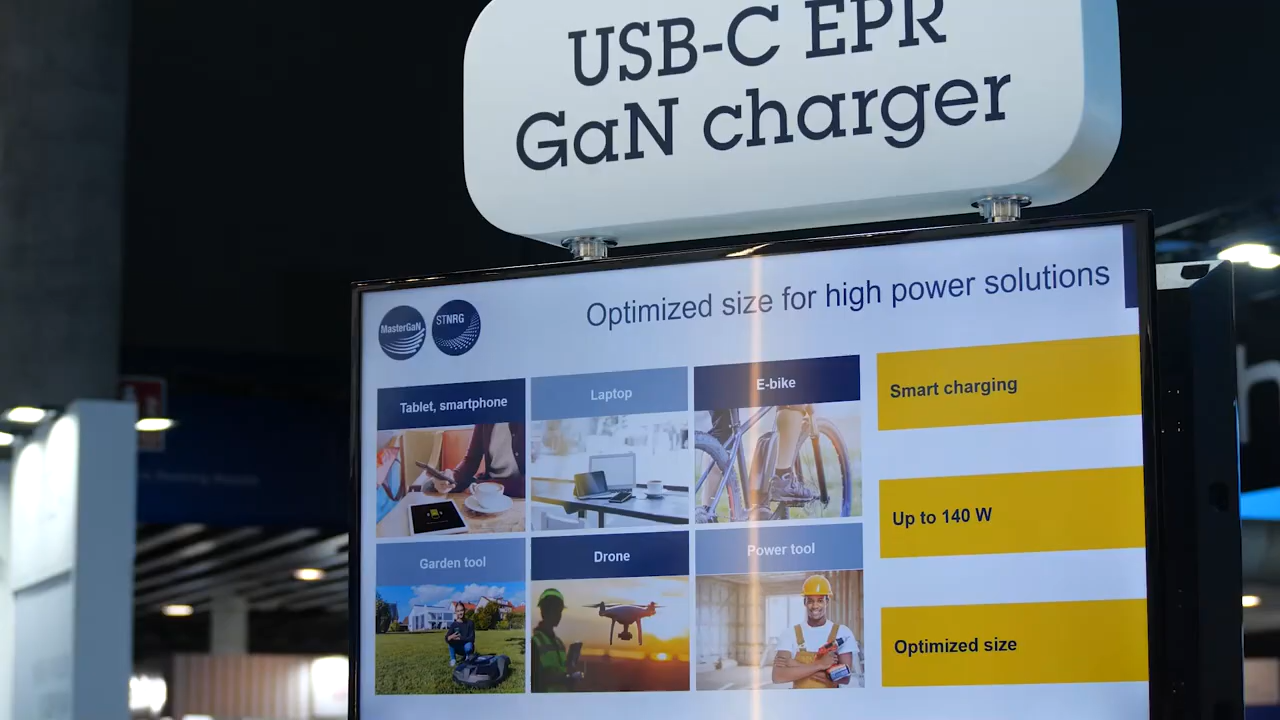 USB-C EPR
GaN charger
Optimized size for high power solutions
MasterGaN
STNRG
Tablet, smartphone
Laptop
E-bike
Smart charging
Up to 140 W
Garden tool
Drone
Power tool
Optimized size